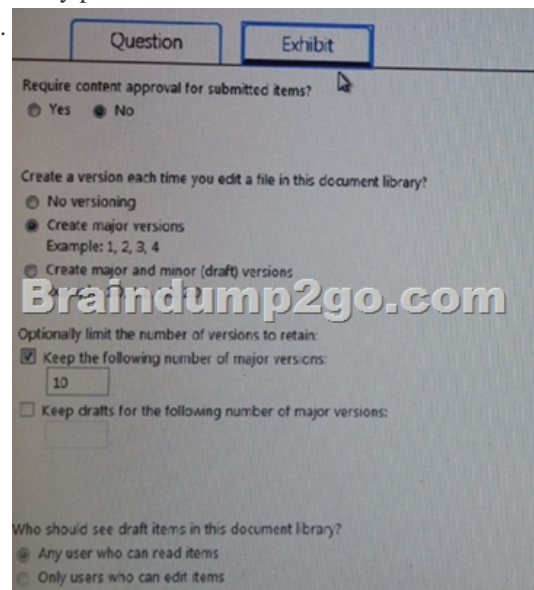 Question
Exhibit
Require content approval for submitted items?
Yes No
Create a version each time you edit a file in this document library?
No versioning
Create major versions
Example: 1, 2, 3, 4
Create major and minor (draft) versions
Braindump2go.com
Optionally limit the number of versions to retain:
Keep the following number of major versions:
10
Keep drafts for the following number of major versions:
Who should see draft items in this document library?
Any user who can read items
Only users who can edit items